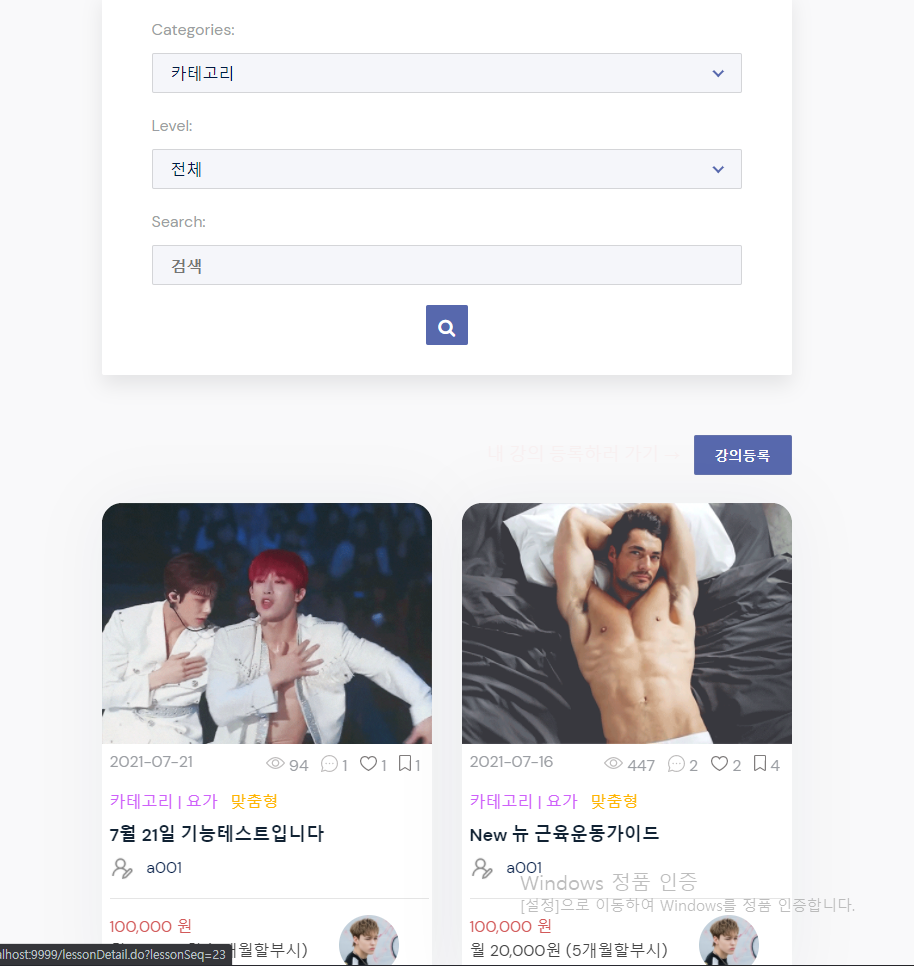 Categories:
카테고리
Level:
전체
Search:
검색
내 강의 등록하러 가기 →
강의등록
2021-07-21 94 1 1 1
2021-07-16 447 2 2 4
카테고리 | 요가 맞춤형
카테고리 | 요가 맞춤형
7월 21일 기능테스트입니다
New 뉴 근육운동가이드
a001
a001
Windows 정품 인증
[설정]으로 이동하여 Windows를 정품 인증합니다.
100,000 원
100,000 원
개월할부시)
월 20,000원 (5개월할부시)
alhost:9999/lessonDetail.do?lessonSeq=23